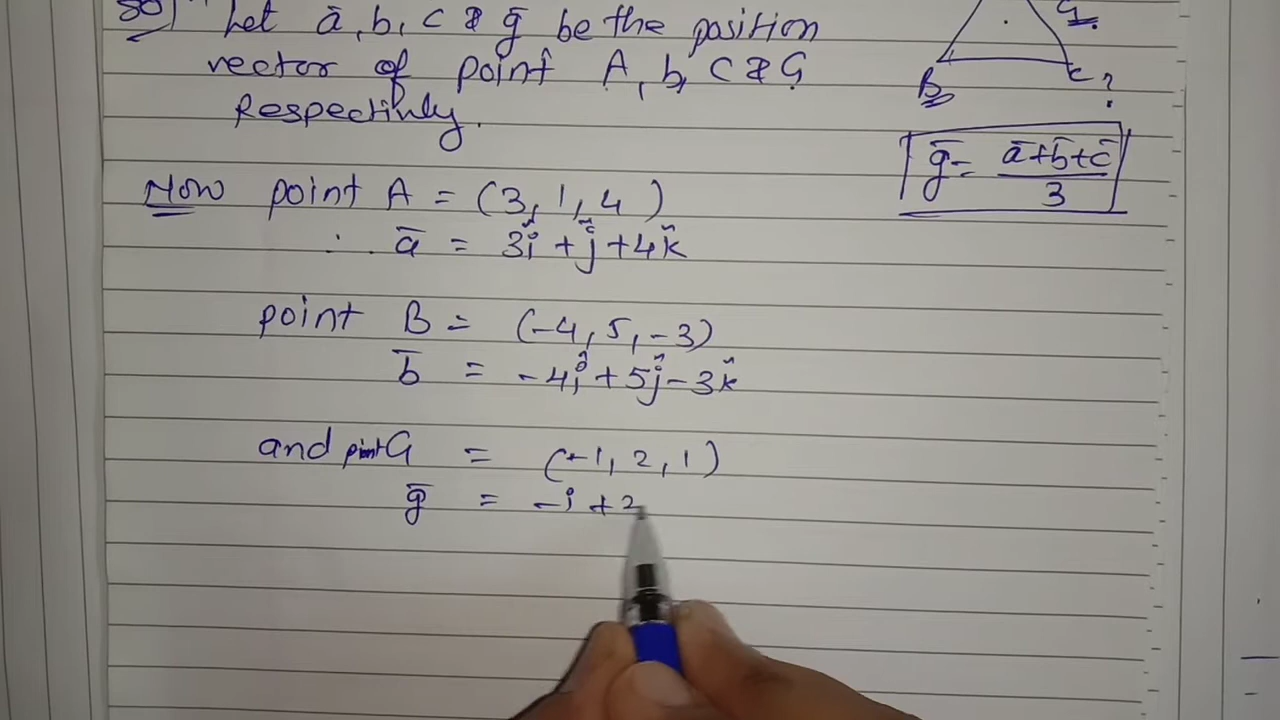 Sol Let a̅, b, c & g̅ be the position
G
vector of point A, b, C & G
B C ?
Respectively.
g̅ = a̅+b̅+c̅
3
Now point A = (3, 1, 4)
∴ a̅ = 3î + ĵ + 4k̂
point B = (-4, 5, -3)
b̅ = -4î + 5ĵ - 3k̂
and point G = (-1, 2, 1)
g̅ = -i + 2